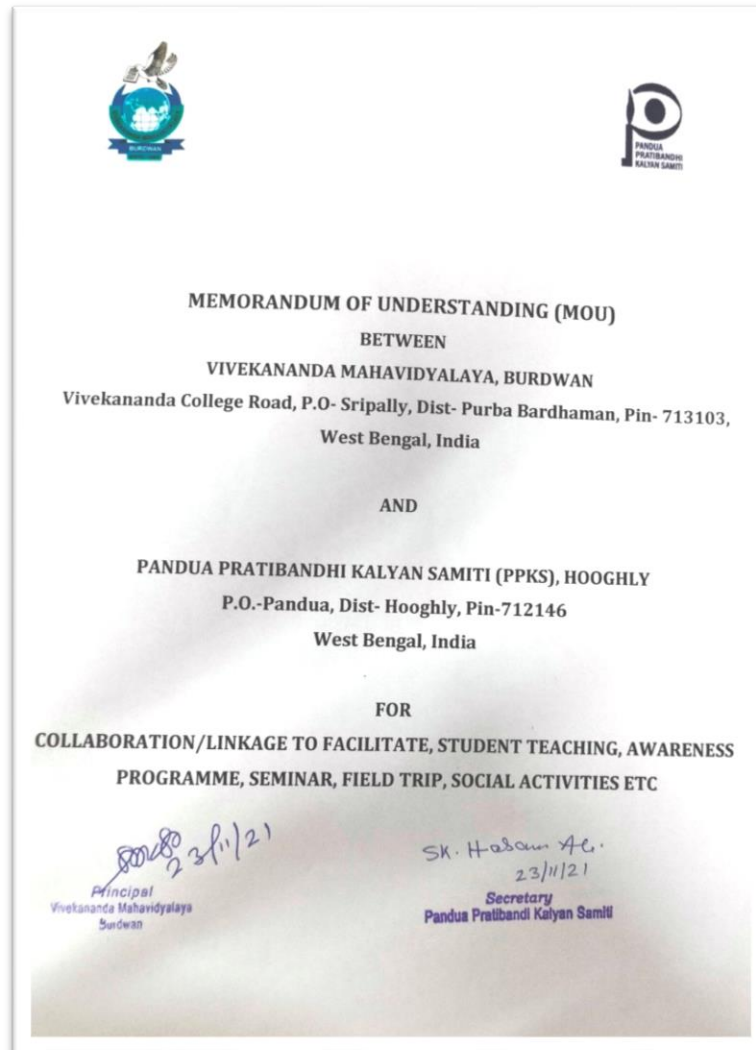 BURDWAN
PANDUA
PRATIBANDHI
KALYAN SAMITI
MEMORANDUM OF UNDERSTANDING (MOU)
BETWEEN
VIVEKANANDA MAHAVIDYALAYA, BURDWAN
Vivekananda College Road, P.O- Sripally, Dist- Purba Bardhaman, Pin- 713103,
West Bengal, India
AND
PANDUA PRATIBANDHI KALYAN SAMITI (PPKS), HOOGHLY
P.O.-Pandua, Dist- Hooghly, Pin-712146
West Bengal, India
FOR
COLLABORATION/LINKAGE TO FACILITATE, STUDENT TEACHING, AWARENESS
PROGRAMME, SEMINAR, FIELD TRIP, SOCIAL ACTIVITIES ETC
23/11/21
Principal
Vivekananda Mahavidyalaya
Burdwan
SK. Hasan
23/11/21
Secretary
Pandua Pratibandi Kalyan Samiti